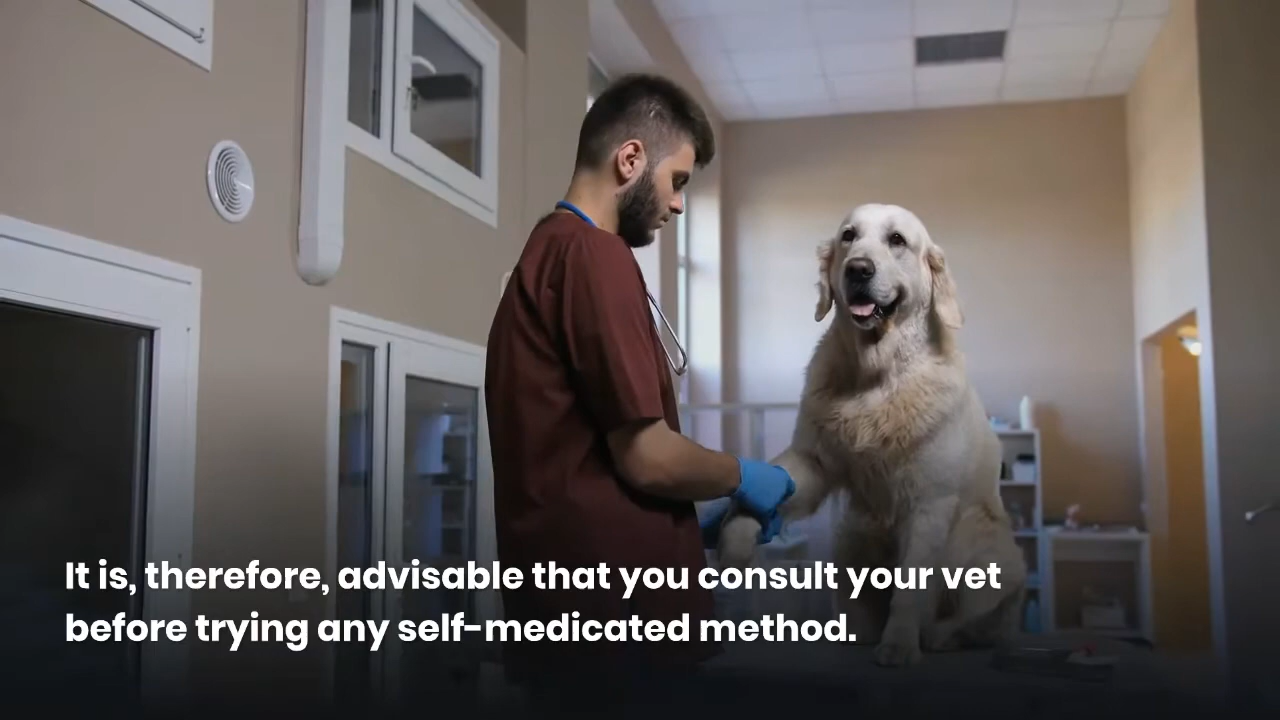 It is, therefore, advisable that you consult your vet
before trying any self-medicated method.